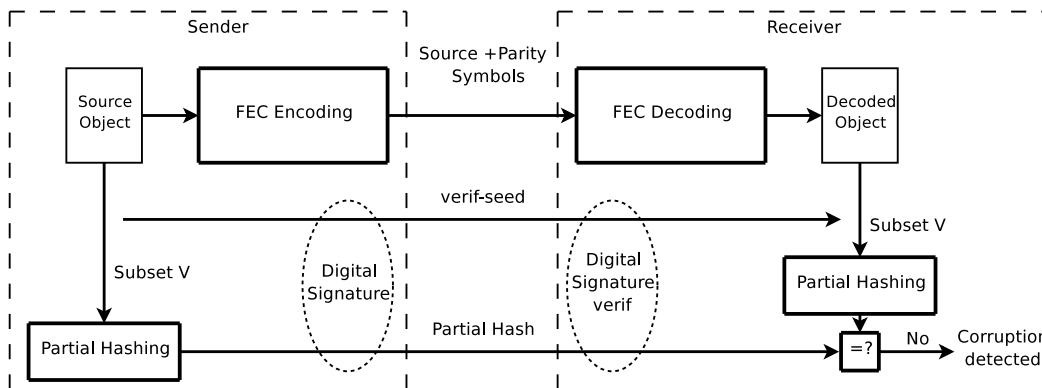 Sender
Receiver
Source +Parity
Symbols
Source
Object
FEC Encoding
FEC Decoding
Decoded
Object
verif-seed
Subset V
Subset V
Digital
Signature
Digital
Signature
verif
Partial Hashing
Partial Hashing
Partial Hash
=?
No
Corruption
detected